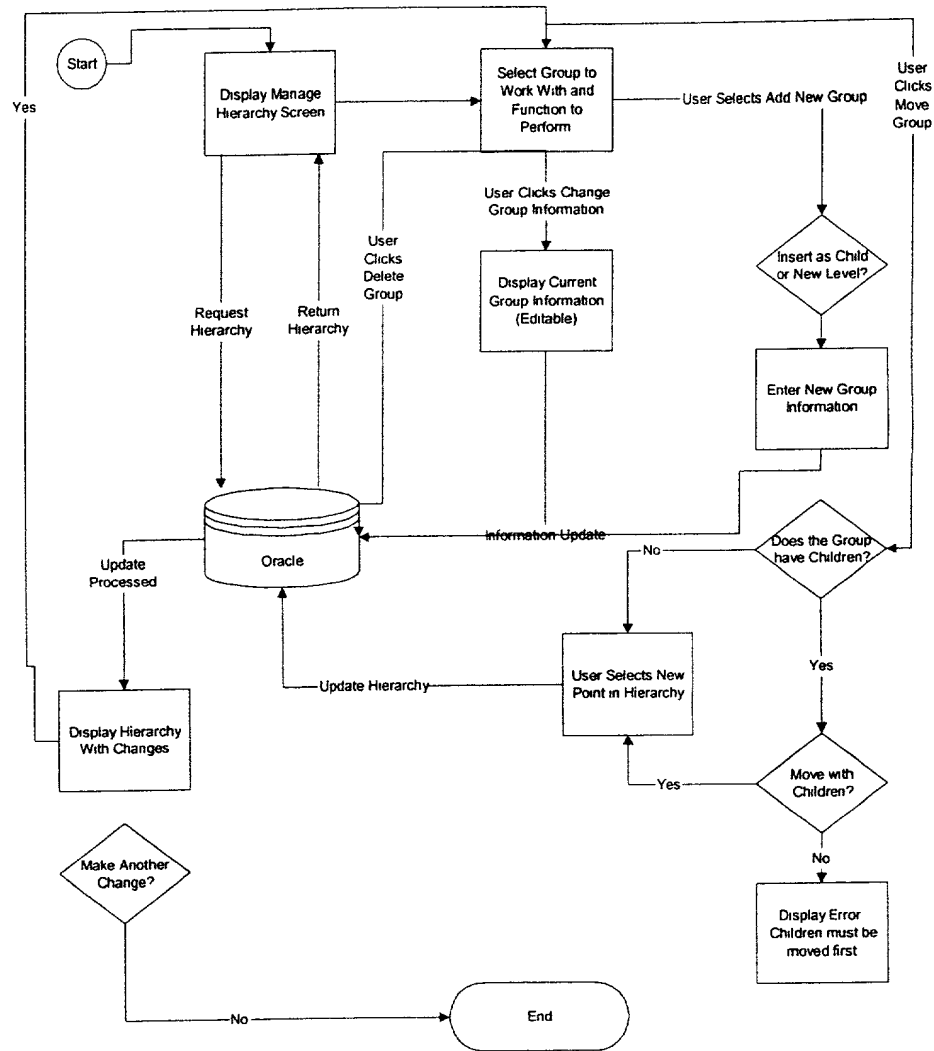 Start
Display Manage
Hierarchy Screen
Select Group to
Work With and
Function to
Perform
User Selects Add New Group
User
Clicks
Move
Group
Yes
User Clicks Change
Group Information
User
Clicks
Delete
Group
Insert as Child
or New Level?
Display Current
Group Information
(Editable)
Request
Hierarchy
Return
Hierarchy
Enter New Group
Information
Oracle
Information Update
Does the Group
have Children?
No
Update
Processed
Yes
User Selects New
Point in Hierarchy
Update Hierarchy
Display Hierarchy
With Changes
Move with
Children?
Yes
Make Another
Change?
No
Display Error
Children must be
moved first
No
End